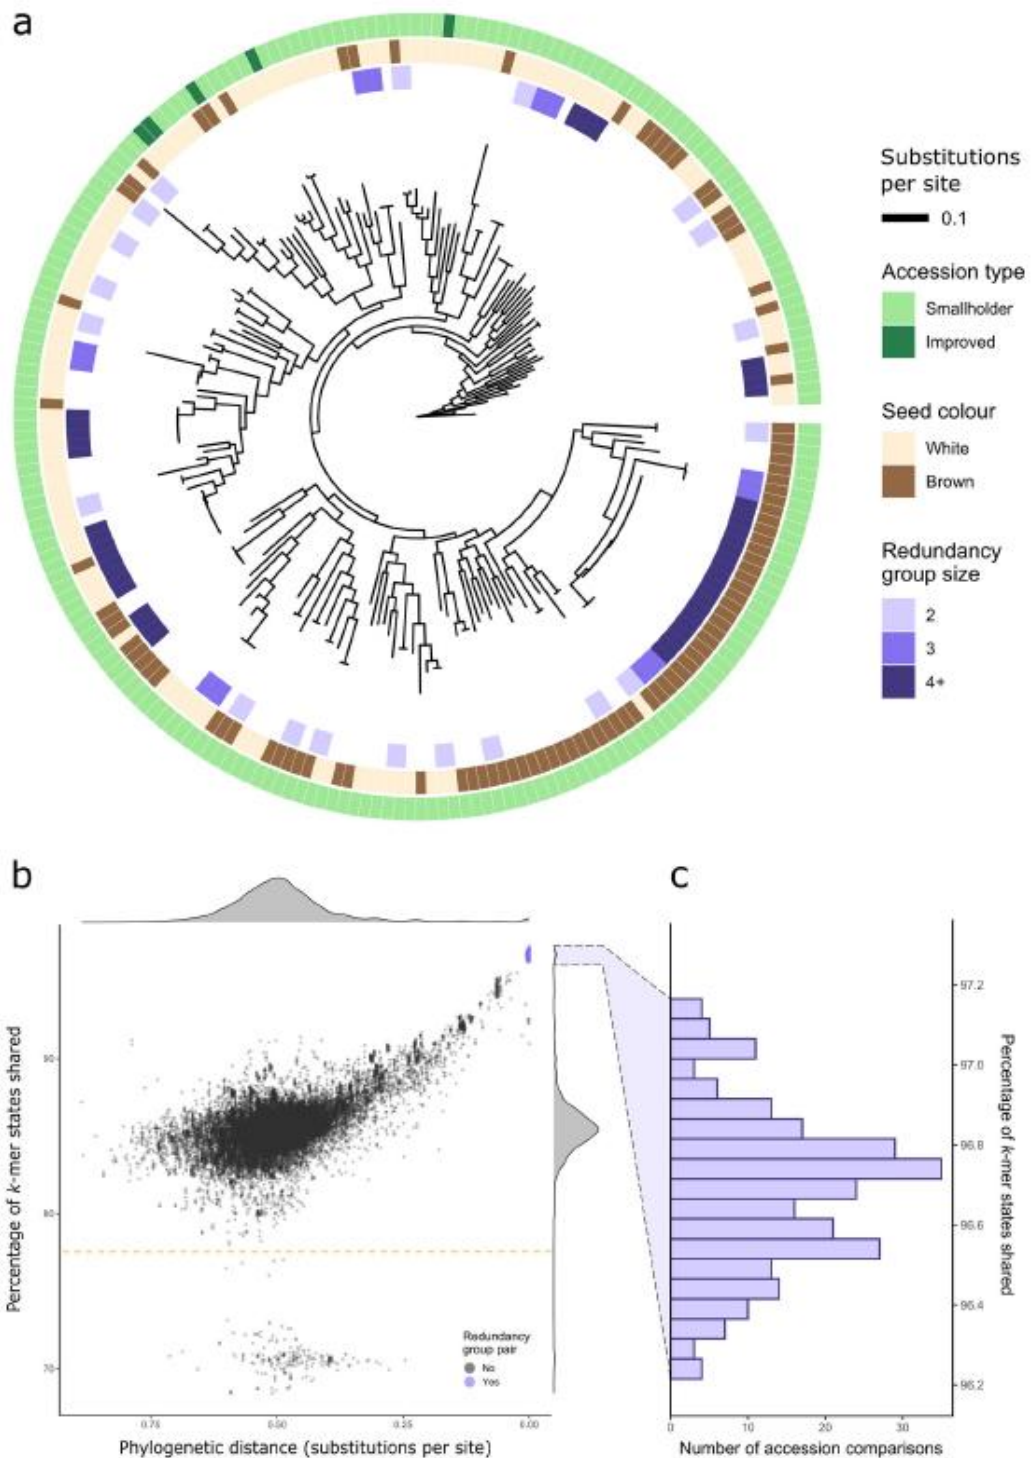 a
Substitutions
per site
0.1
Accession type
Smallholder
Improved
Seed colour
White
Brown
Redundancy
group size
2
3
4+
b
c
Percentage of k-mer states shared
90
80
70
0.75
0.50
0.25
0.00
Phylogenetic distance (substitutions per site)
Redundancy
group pair
No
Yes
97.2
97.0
96.8
96.6
96.4
96.2
Percentage of k-mer states shared
0
10
20
30
Number of accession comparisons